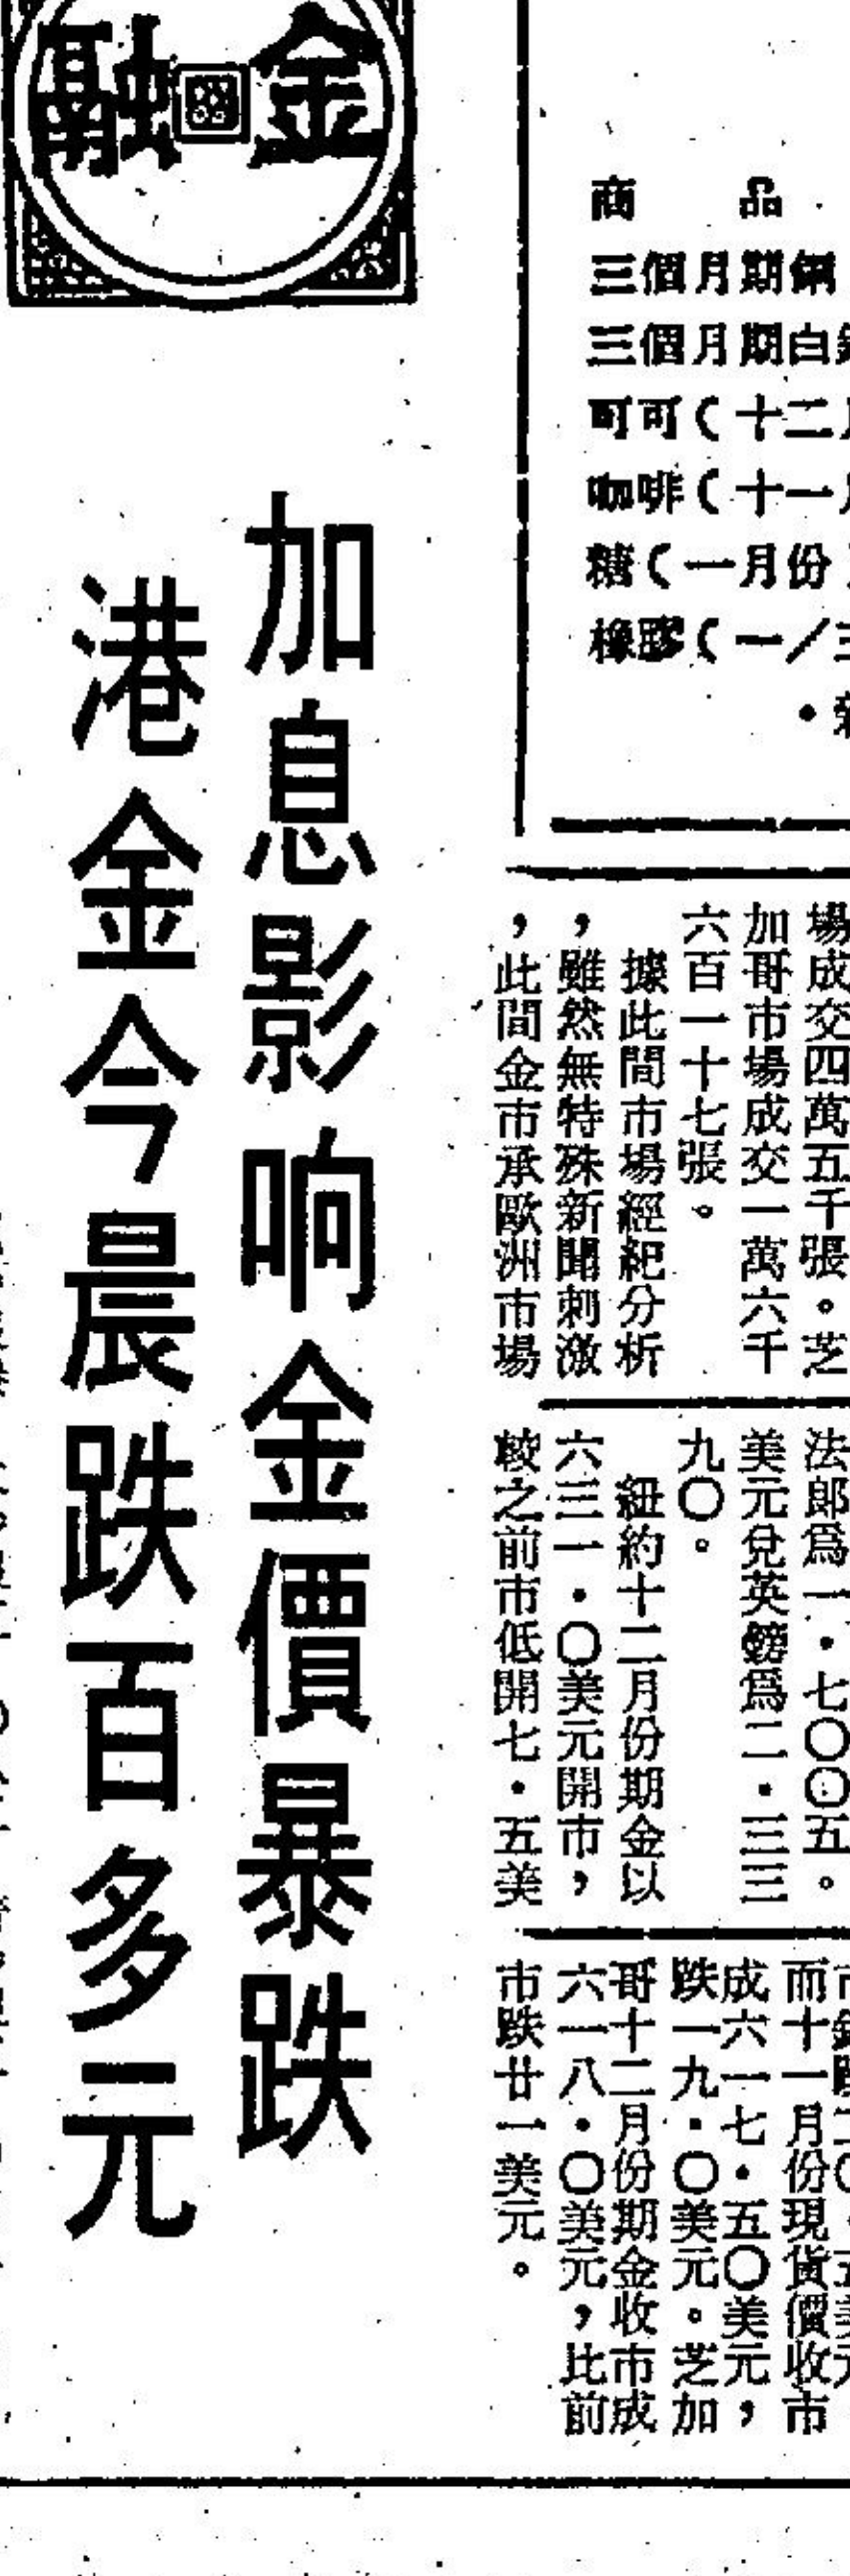 金融
商品
三個月期銅
三個月期白
可可(十二
咖啡(十一
糖(一月份
橡膠(一/三
加息影响金價暴跌
港金今晨跌百多元
場成交四萬五千張。芝
加哥市場成交一萬六千
六百一十七張。
據此間市場經紀分析
,雖然無特殊新聞刺激
,此間金市承歐洲市場
法郎爲一·七〇〇五。
美元兌英鎊爲二·三三
九〇。
紐約十二月份期金以
六三一·〇美元開市,
較之前市低開七·五美
而十一月份現貨價收市
成六一七·五〇美元,
跌一九·〇美元。芝加
哥十二月份期金收市成
六一八·〇美元,比前
市跌廿一美元。